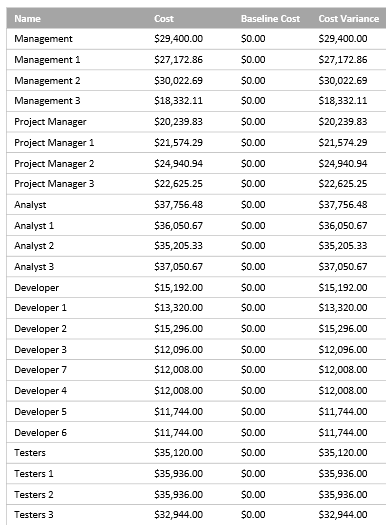 Name Cost Baseline Cost Cost Variance
Management $29,400.00 $0.00 $29,400.00
Management 1 $27,172.86 $0.00 $27,172.86
Management 2 $30,022.69 $0.00 $30,022.69
Management 3 $18,332.11 $0.00 $18,332.11
Project Manager $20,239.83 $0.00 $20,239.83
Project Manager 1 $21,574.29 $0.00 $21,574.29
Project Manager 2 $24,940.94 $0.00 $24,940.94
Project Manager 3 $22,625.25 $0.00 $22,625.25
Analyst $37,756.48 $0.00 $37,756.48
Analyst 1 $36,050.67 $0.00 $36,050.67
Analyst 2 $35,205.33 $0.00 $35,205.33
Analyst 3 $37,050.67 $0.00 $37,050.67
Developer $15,192.00 $0.00 $15,192.00
Developer 1 $13,320.00 $0.00 $13,320.00
Developer 2 $15,296.00 $0.00 $15,296.00
Developer 3 $12,096.00 $0.00 $12,096.00
Developer 7 $12,008.00 $0.00 $12,008.00
Developer 4 $12,008.00 $0.00 $12,008.00
Developer 5 $11,744.00 $0.00 $11,744.00
Developer 6 $11,744.00 $0.00 $11,744.00
Testers $35,120.00 $0.00 $35,120.00
Testers 1 $35,936.00 $0.00 $35,936.00
Testers 2 $35,936.00 $0.00 $35,936.00
Testers 3 $32,944.00 $0.00 $32,944.00